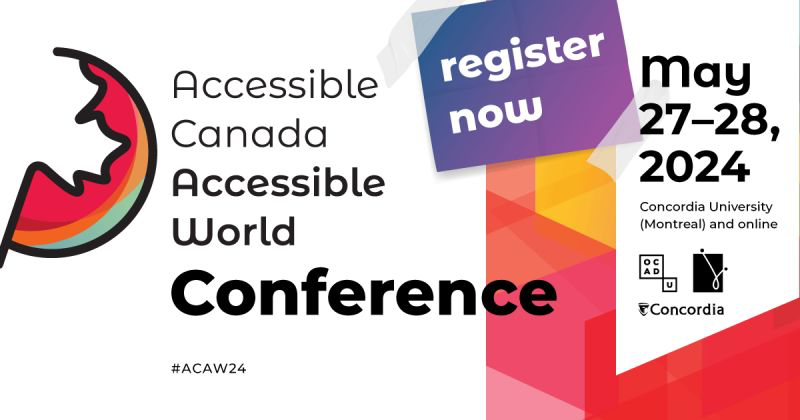 Accessible
Canada
Accessible
World
Conference
#ACAW24
register
now
May
27–28,
2024
Concordia University
(Montreal) and online
OC
AD
U
Concordia